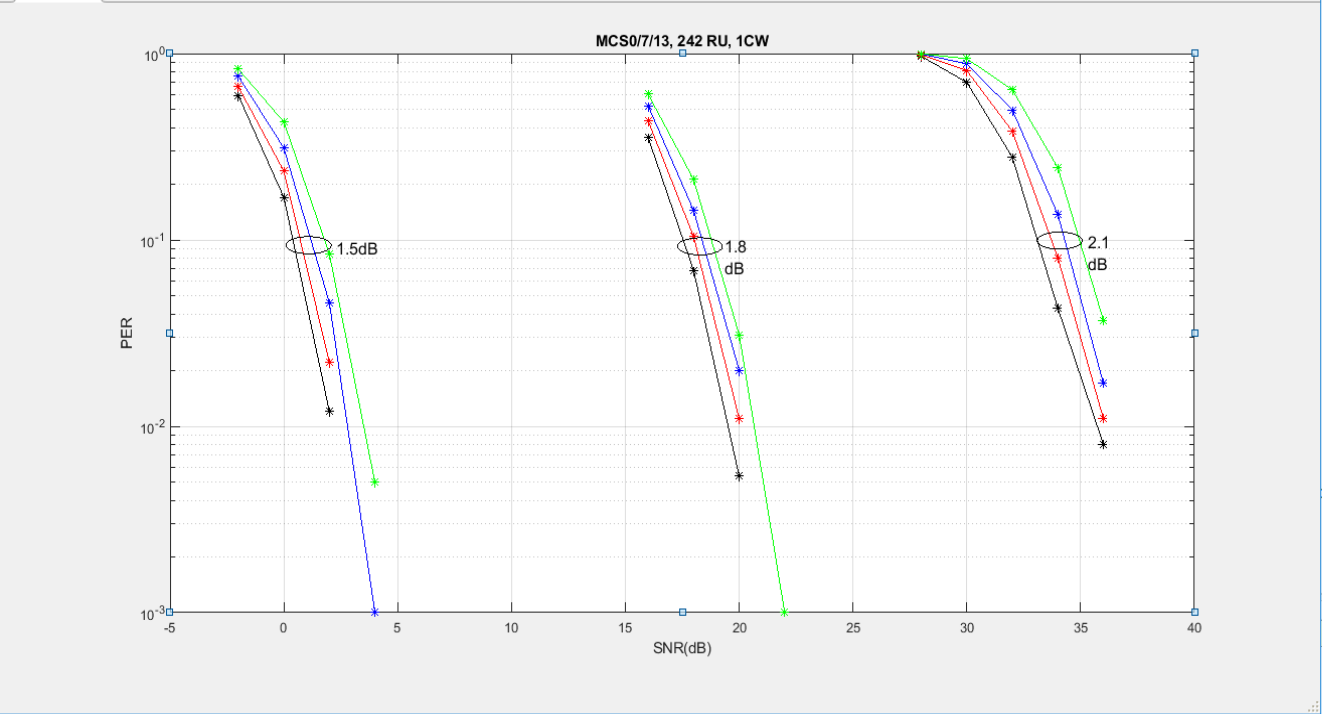 MCS0/7/13, 242 RU, 1CW
10^0
10^-1
10^-2
10^-3
PER
1.5dB
1.8
dB
2.1
dB
-5 0 5 10 15 20 25 30 35 40
SNR(dB)